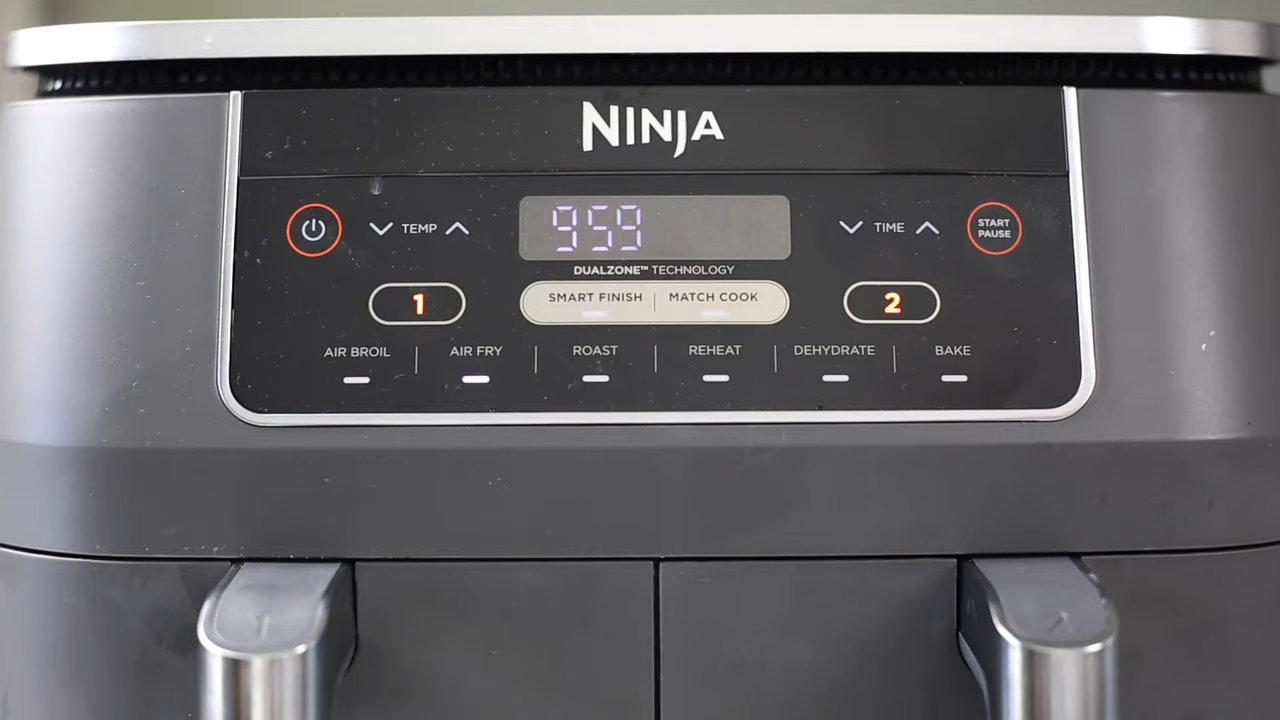 NINJA
TEMP
959
TIME
START
PAUSE
DUALZONE™ TECHNOLOGY
1
SMART FINISH
MATCH COOK
2
AIR BROIL
AIR FRY
ROAST
REHEAT
DEHYDRATE
BAKE